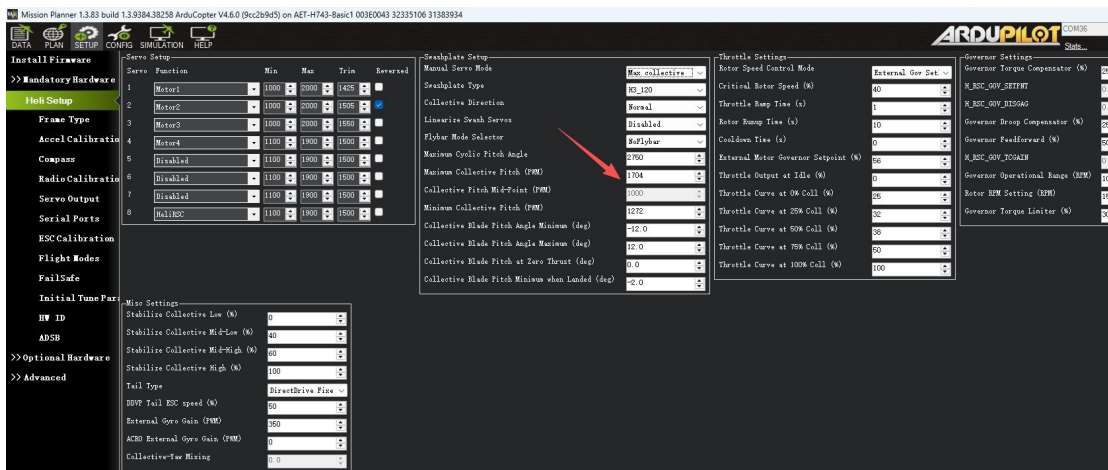 Mission Planner 1.3.83 build 1.3.9384.38258 ArduCopter V4.6.0 (9cc2b9d5) on AET-H743-Basic1 003E0043 32335106 31383934
DATA PLAN SETUP CONFIG SIMULATION HELP
ARDUPILOT
COM36
Stats...
Install Firmware
>> Mandatory Hardware
Heli Setup
Frame Type
Accel Calibratio
Compass
Radio Calibratio
Servo Output
Serial Ports
ESC Calibration
Flight Modes
FailSafe
Initial Tune Para
HW ID
ADSB
>> Optional Hardware
>> Advanced
Servo Setup
Servo Function Min Max Trim Reversed
1 Motor1 1000 2000 1425
2 Motor2 1000 2000 1505
3 Motor3 1000 2000 1550
4 Motor4 1100 1900 1500
5 Disabled 1100 1900 1500
6 Disabled 1100 1900 1500
7 Disabled 1100 1900 1500
8 HeliRSC 1100 1900 1500
Swashplate Setup
Manual Servo Mode Max collective
Swashplate Type H3_120
Collective Direction Normal
Linearize Swash Servos Disabled
Flybar Mode Selector NoFlybar
Maximum Cyclic Pitch Angle 2750
Maximum Collective Pitch (PWM) 1704
Collective Pitch Mid-Point (PWM) 1000
Minimum Collective Pitch (PWM) 1272
Collective Blade Pitch Angle Minimum (deg) -12.0
Collective Blade Pitch Angle Maximum (deg) 12.0
Collective Blade Pitch at Zero Thrust (deg) 0.0
Collective Blade Pitch Minimum when Landed (deg) -2.0
Throttle Settings
Rotor Speed Control Mode External Gov Set
Critical Rotor Speed (%) 40
Throttle Ramp Time (s) 1
Rotor Runup Time (s) 10
Cooldown Time (s) 0
External Motor Governor Setpoint (%) 56
Throttle Output at Idle (%) 0
Throttle Curve at 0% Coll (%) 25
Throttle Curve at 25% Coll (%) 32
Throttle Curve at 50% Coll (%) 38
Throttle Curve at 75% Coll (%) 50
Throttle Curve at 100% Coll (%) 100
Governor Settings
Governor Torque Compensator (%) 25
H_RSC_GOV_SETPNT 0
H_RSC_GOV_DISGAG 0
Governor Droop Compensator (%) 25
Governor Feedforward (%) 50
H_RSC_GOV_TCGAIN 0
Governor Operational Range (RPM) 10
Rotor RPM Setting (RPM) 15
Governor Torque Limiter (%) 30
Misc Settings
Stabilize Collective Low (%) 0
Stabilize Collective Mid-Low (%) 40
Stabilize Collective Mid-High (%) 60
Stabilize Collective High (%) 100
Tail Type DirectDrive Fixe
DDVP Tail ESC speed (%) 50
External Gyro Gain (PWM) 350
ACRO External Gyro Gain (PWM) 0
Collective-Yaw Mixing 0.0